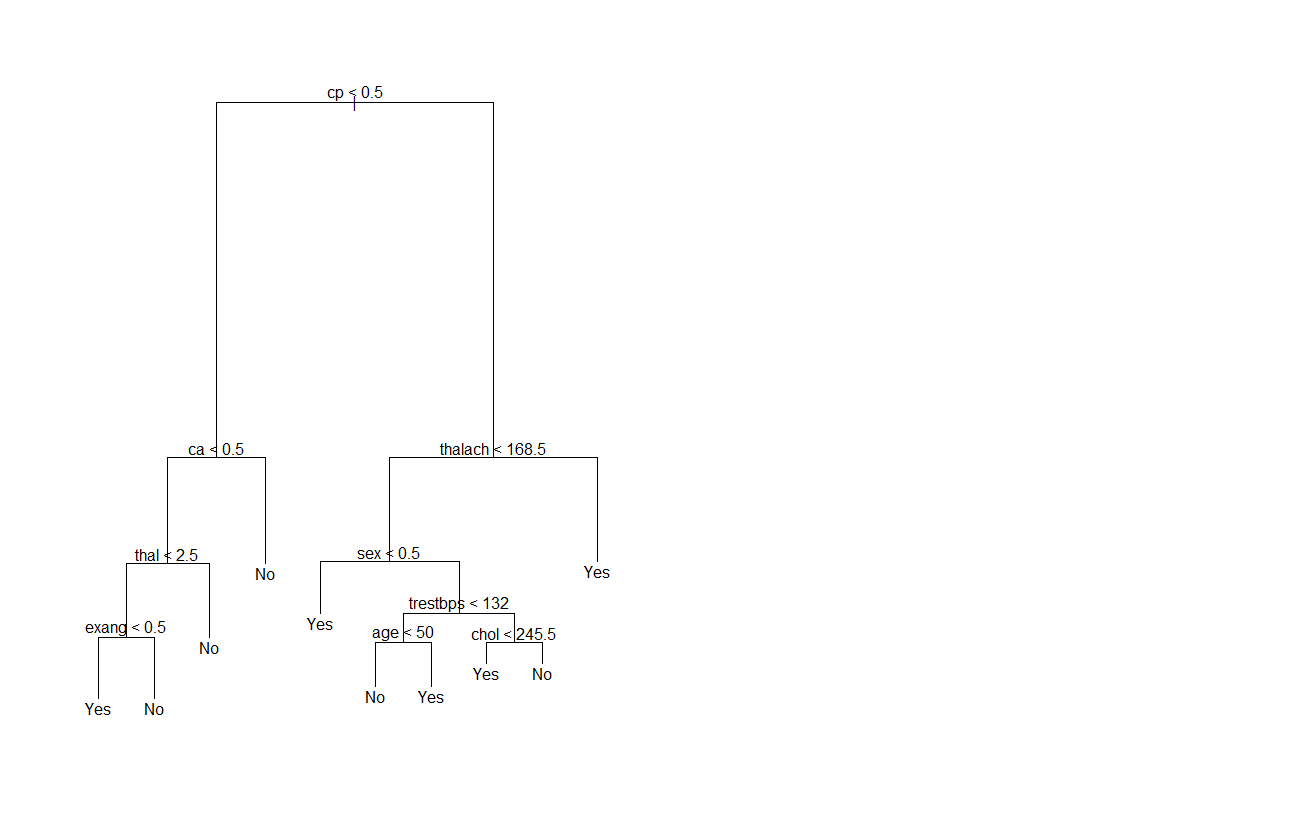 cp < 0.5
ca < 0.5
thalach < 168.5
thal < 2.5
sex < 0.5
No
Yes
trestbps < 132
Yes
exang < 0.5
age < 50
chol < 245.5
No
Yes
No
No
Yes
Yes
No